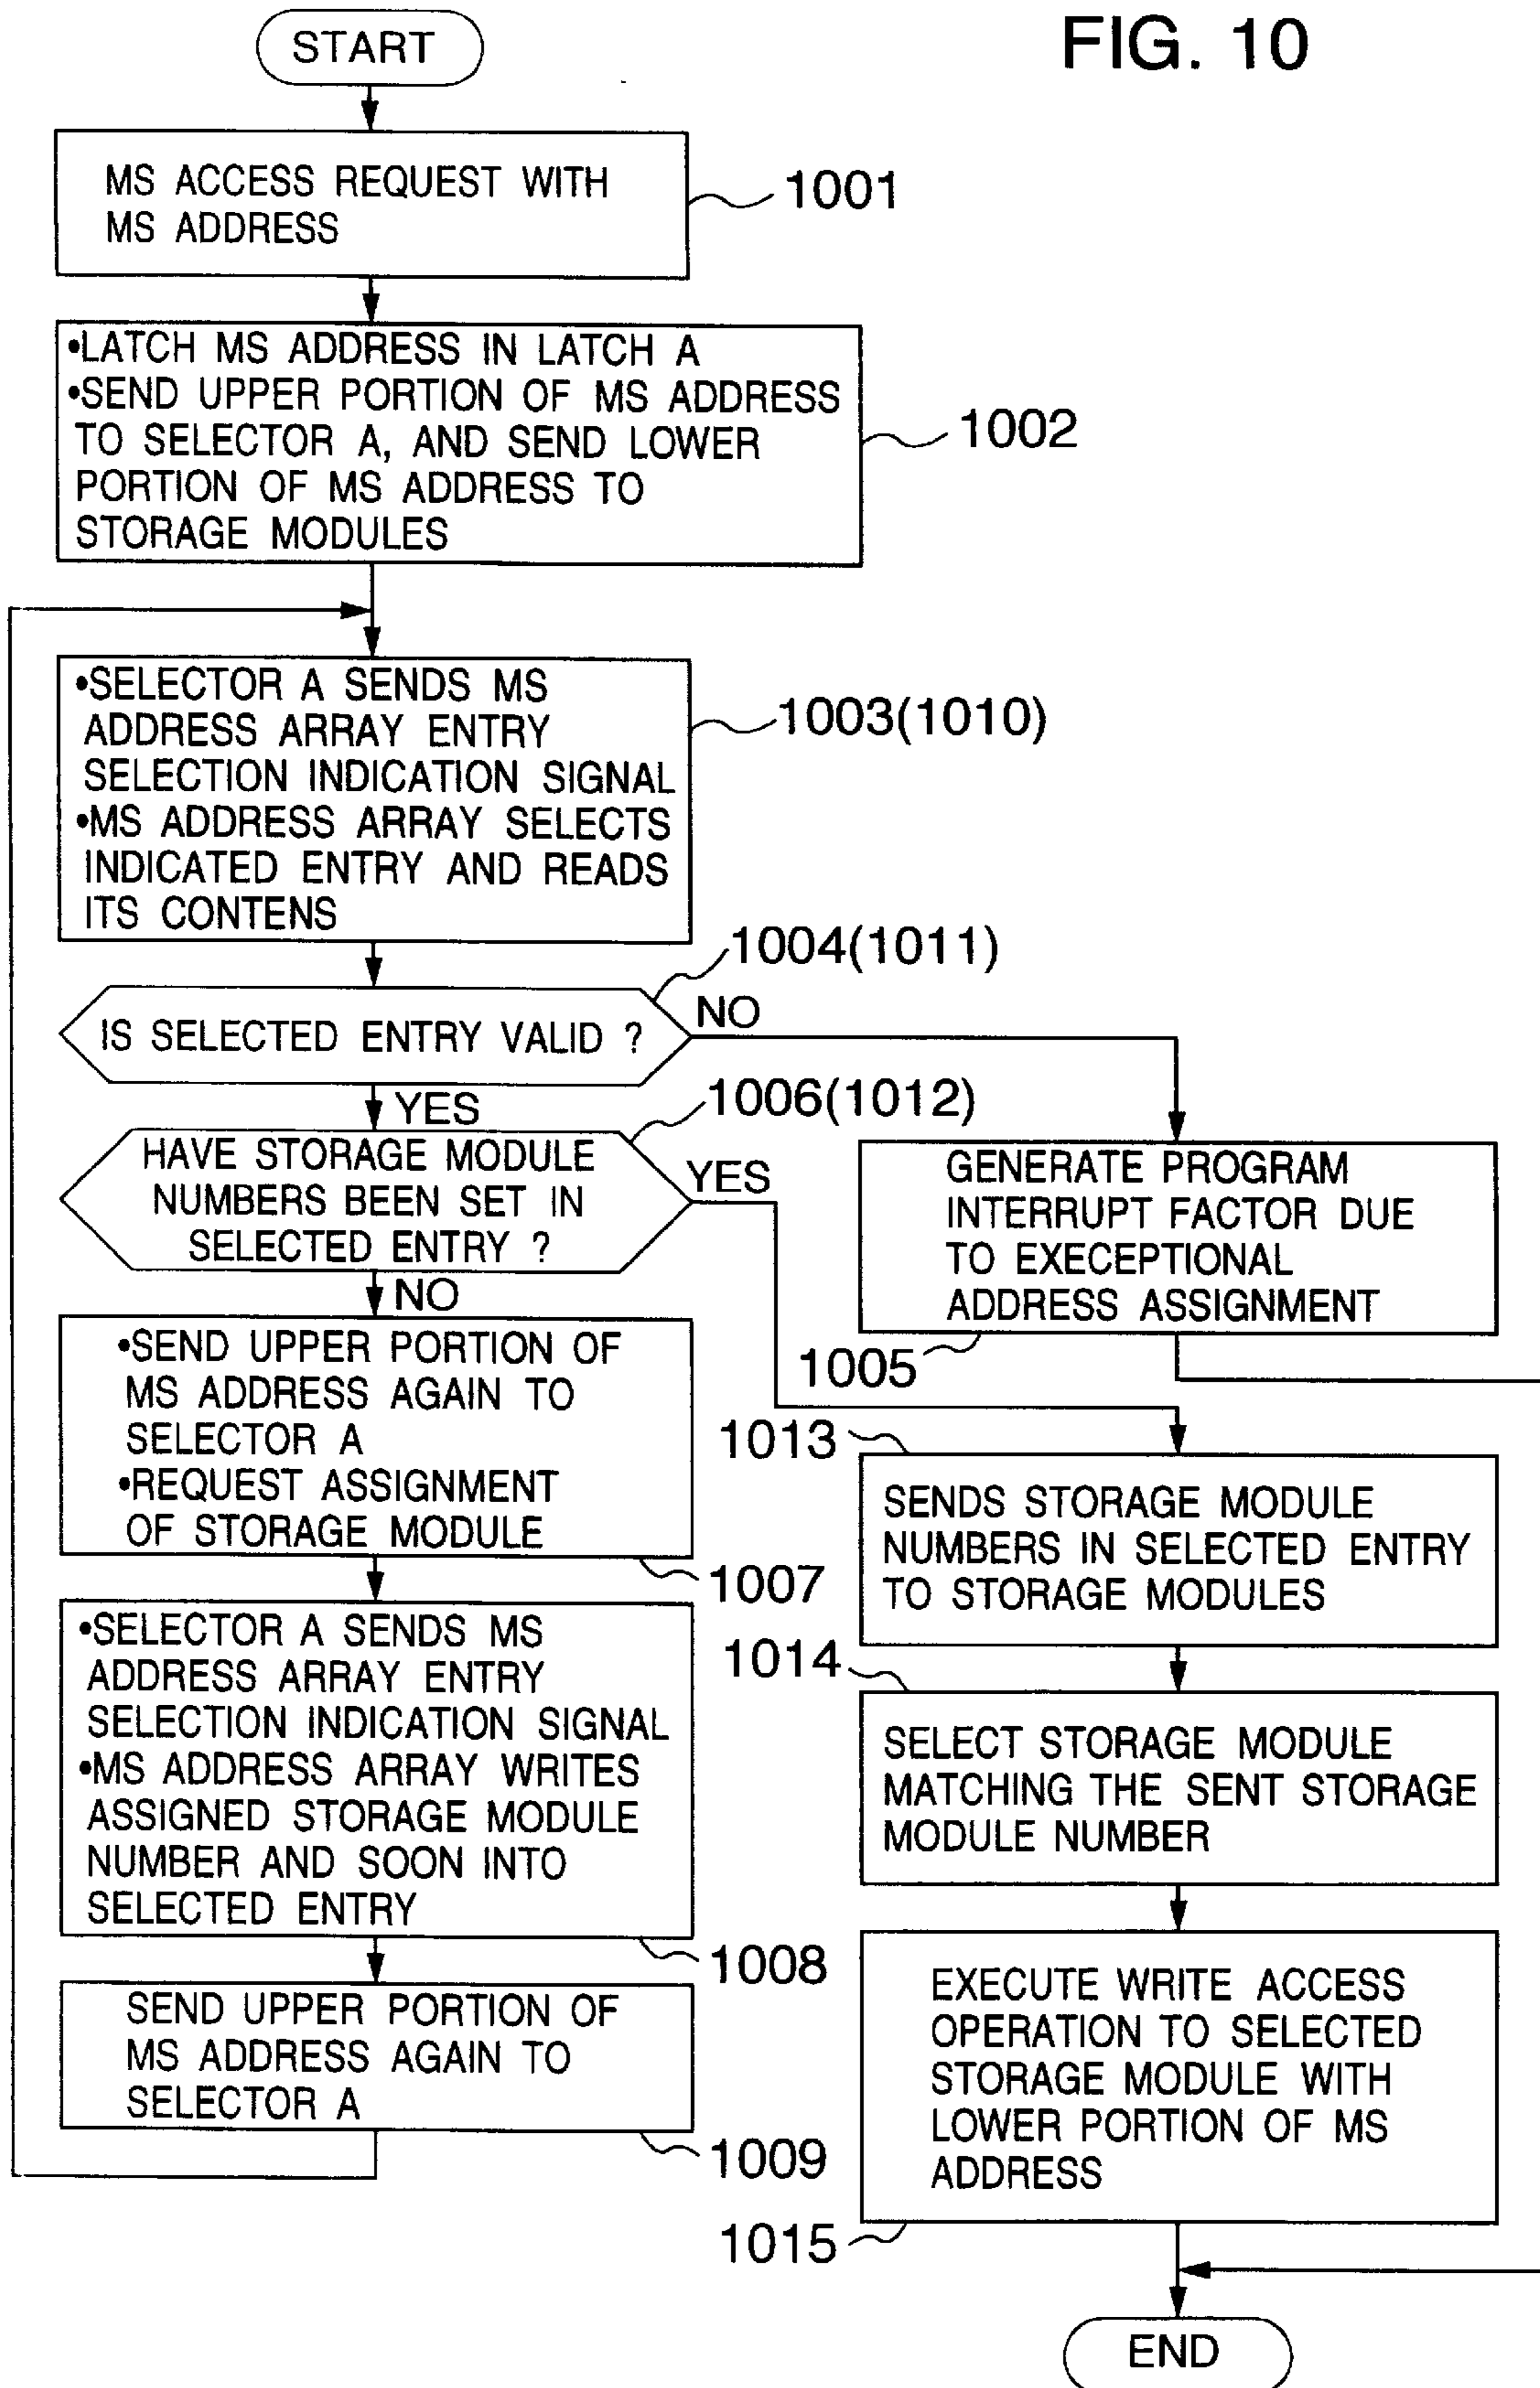 FIG. 10
START
MS ACCESS REQUEST WITH
MS ADDRESS
1001
•LATCH MS ADDRESS IN LATCH A
•SEND UPPER PORTION OF MS ADDRESS
TO SELECTOR A, AND SEND LOWER
PORTION OF MS ADDRESS TO
STORAGE MODULES
1002
•SELECTOR A SENDS MS
ADDRESS ARRAY ENTRY
SELECTION INDICATION SIGNAL
•MS ADDRESS ARRAY SELECTS
INDICATED ENTRY AND READS
ITS CONTENS
1003(1010)
1004(1011)
IS SELECTED ENTRY VALID ?
NO
YES
1006(1012)
HAVE STORAGE MODULE
NUMBERS BEEN SET IN
SELECTED ENTRY ?
YES
NO
•SEND UPPER PORTION OF
MS ADDRESS AGAIN TO
SELECTOR A
•REQUEST ASSIGNMENT
OF STORAGE MODULE
1007
•SELECTOR A SENDS MS
ADDRESS ARRAY ENTRY
SELECTION INDICATION SIGNAL
•MS ADDRESS ARRAY WRITES
ASSIGNED STORAGE MODULE
NUMBER AND SOON INTO
SELECTED ENTRY
1008
SEND UPPER PORTION OF
MS ADDRESS AGAIN TO
SELECTOR A
1009
GENERATE PROGRAM
INTERRUPT FACTOR DUE
TO EXECEPTIONAL
ADDRESS ASSIGNMENT
1005
1013
SENDS STORAGE MODULE
NUMBERS IN SELECTED ENTRY
TO STORAGE MODULES
1014
SELECT STORAGE MODULE
MATCHING THE SENT STORAGE
MODULE NUMBER
EXECUTE WRITE ACCESS
OPERATION TO SELECTED
STORAGE MODULE WITH
LOWER PORTION OF MS
ADDRESS
1015
END